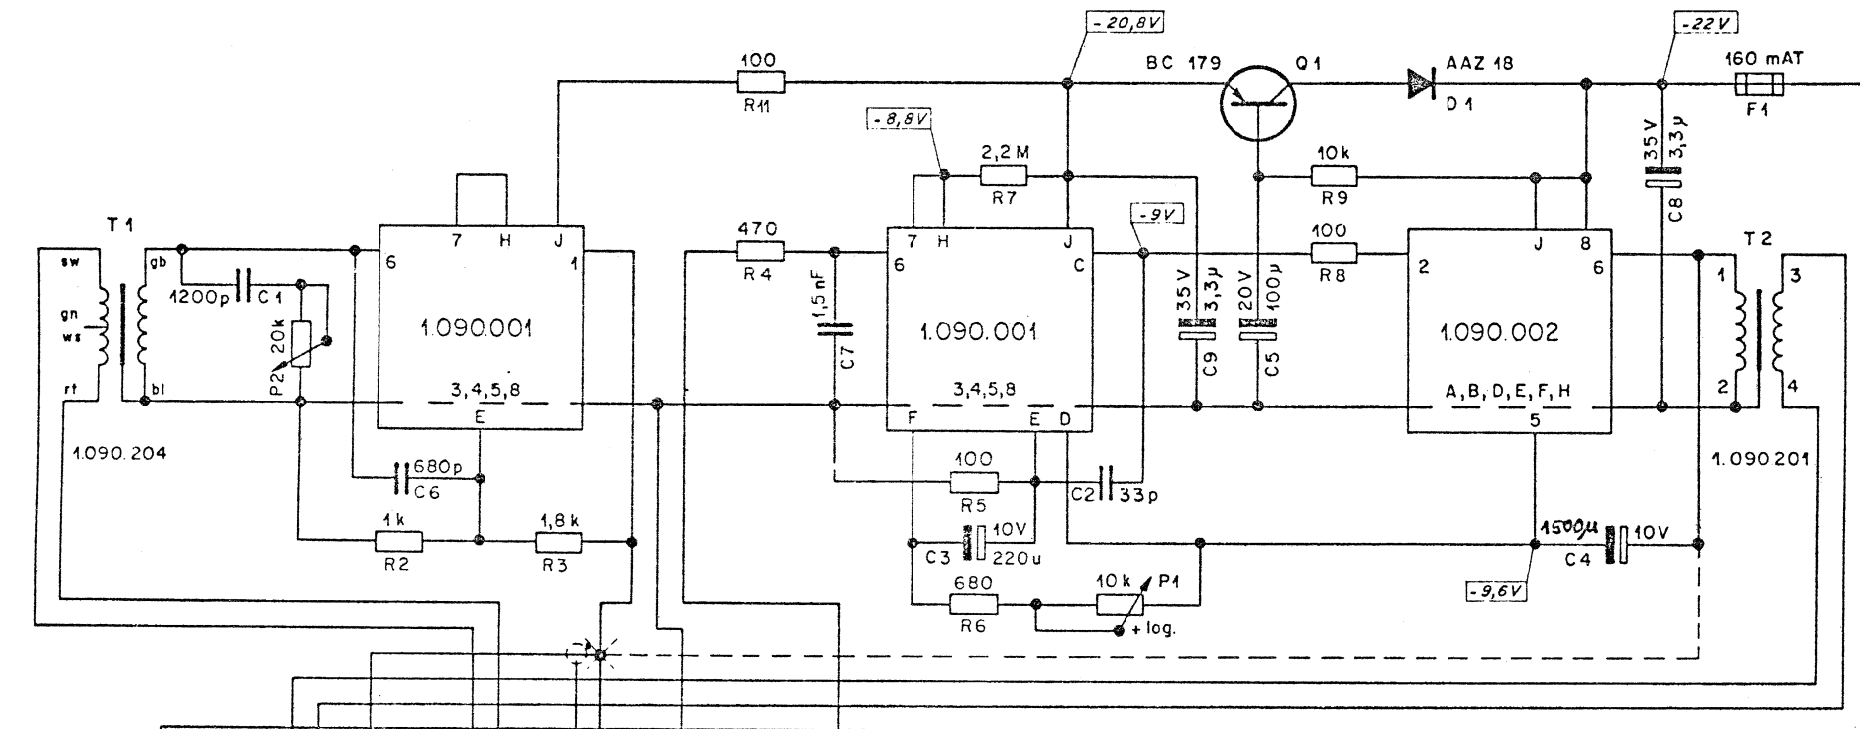 -20,8V
-22V
100
R11
BC 179
Q1
AAZ 18
D1
160 mAT
F1
-8,8V
2,2M
R7
10k
R9
35V
3,3µ
C8
T1
sw
gn
ws
rt
gb
bl
1200p
C1
P2
20k
7
H
J
6
1
1.090.001
3,4,5,8
E
470
R4
1,5nF
C7
7
H
J
6
C
1.090.001
3,4,5,8
F
E
D
-9V
100
R8
35V
3,3µ
C9
20V
100µ
C5
J
8
2
6
1.090.002
A,B,D,E,F,H
5
T2
1
2
3
4
1.090.204
680p
C6
1k
R2
1,8k
R3
100
R5
C2
33p
C3
10V
220u
680
R6
10k
P1
+log.
-9,6V
1500µ
10V
C4
1.090 201